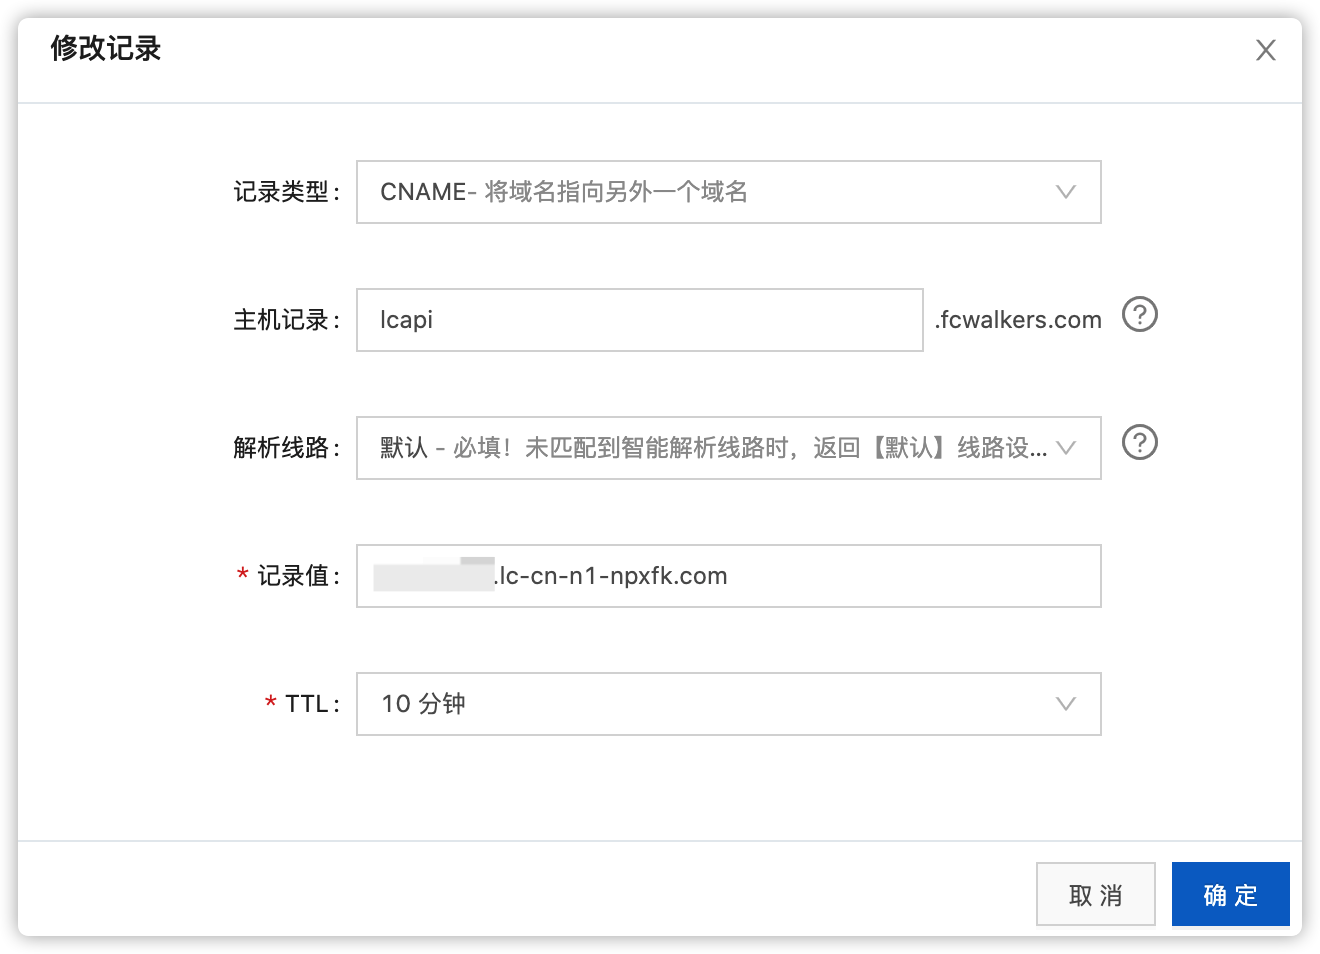 修改记录
记录类型: CNAME- 将域名指向另外一个域名
主机记录: lcapi .fcwalkers.com ?
解析线路: 默认 - 必填！未匹配到智能解析线路时，返回【默认】线路设... ?
* 记录值: .lc-cn-n1-npxfk.com
* TTL: 10 分钟
取 消 确 定